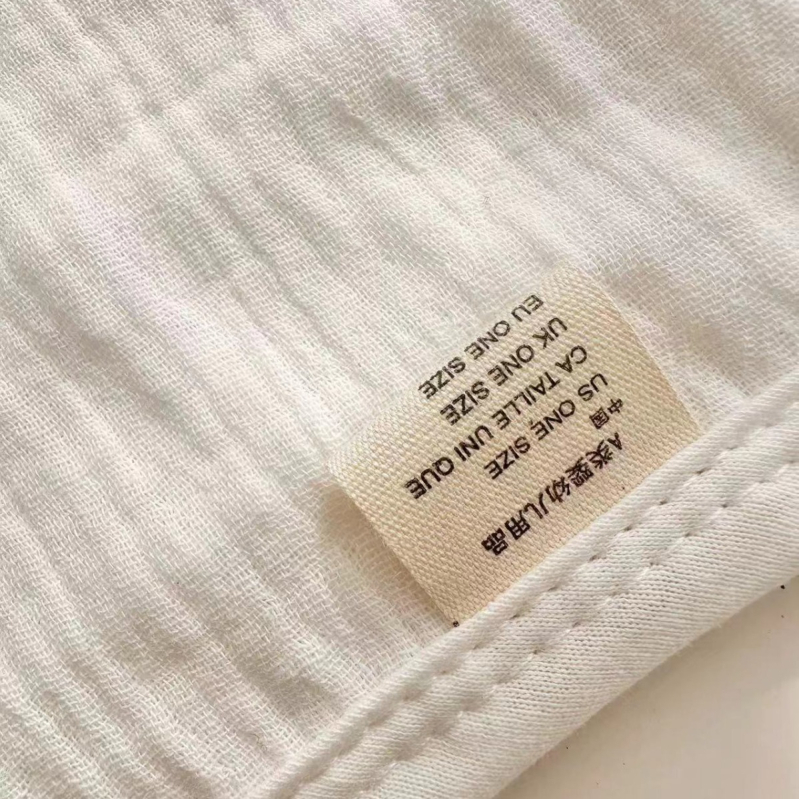 A类婴幼儿用品
中国
US ONE SIZE
CA TAILLE UNI QUE
UK ONE SIZE
EU ONE SIZE